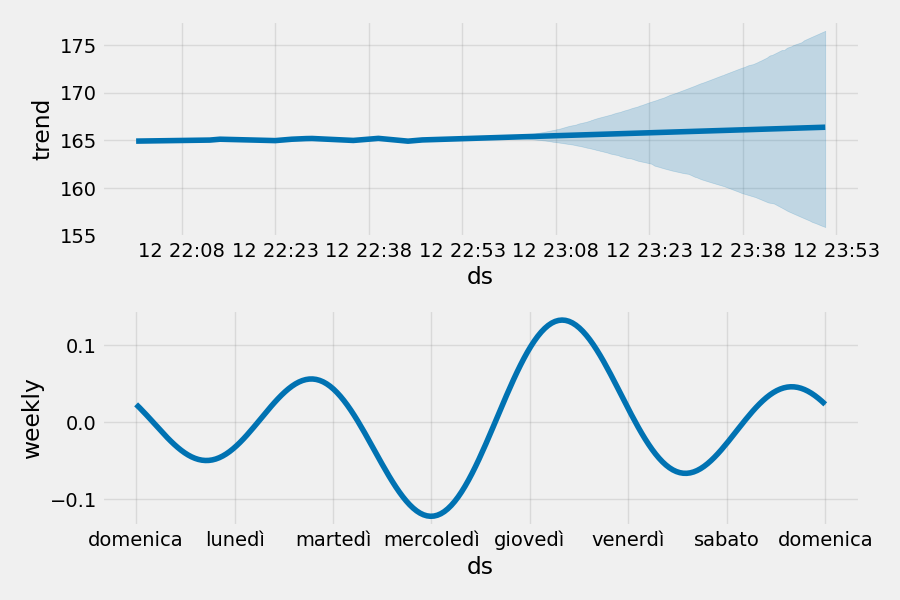 175
170
165
160
155
trend
12 22:08 12 22:23 12 22:38 12 22:53 12 23:08 12 23:23 12 23:38 12 23:53
ds
0.1
0.0
−0.1
weekly
domenica lunedì martedì mercoledì giovedì venerdì sabato domenica
ds